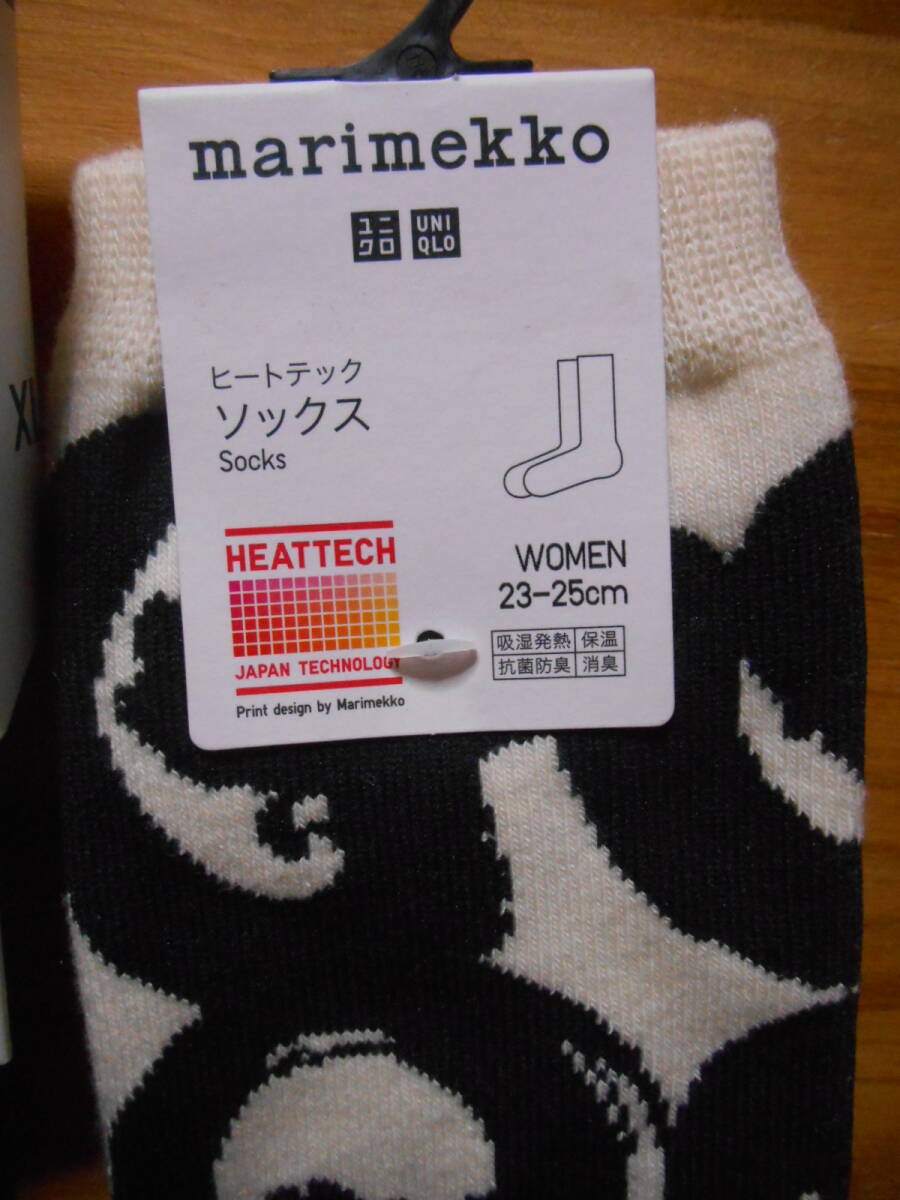 marimekko
ユニ
クロ
UNI
QLO
ヒートテック
ソックス
Socks
HEATTECH
JAPAN TECHNOLOGY
Print design by Marimekko
WOMEN
23-25cm
吸湿発熱 保温
抗菌防臭 消臭